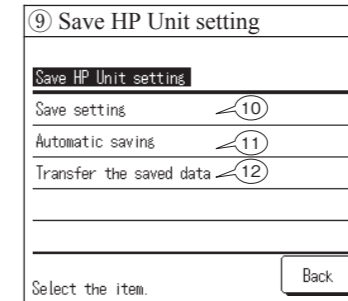 ⑨ Save HP Unit setting
Save HP Unit setting
Save setting ⑩
Automatic saving ⑪
Transfer the saved data ⑫
Select the item. Back